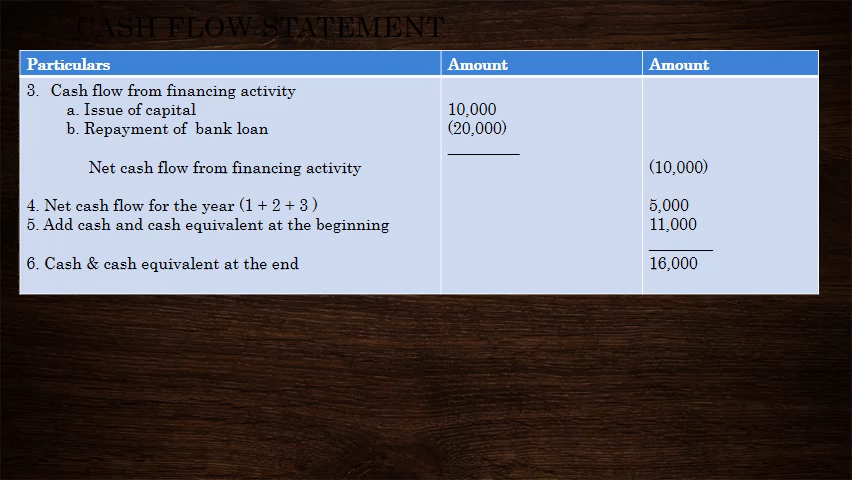 CASH FLOW STATEMENT
Particulars Amount Amount
3. Cash flow from financing activity
a. Issue of capital 10,000
b. Repayment of bank loan (20,000)
Net cash flow from financing activity (10,000)
4. Net cash flow for the year (1 + 2 + 3 ) 5,000
5. Add cash and cash equivalent at the beginning 11,000
6. Cash & cash equivalent at the end 16,000